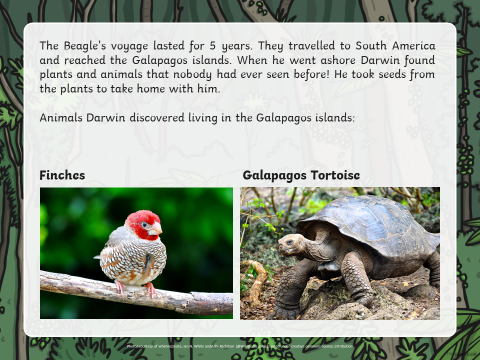 The Beagle's voyage lasted for 5 years. They travelled to South America
and reached the Galapagos islands. When he went ashore Darwin found
plants and animals that nobody had ever seen before! He took seeds from
the plants to take home with him.
Animals Darwin discovered living in the Galapagos islands:
Finches
Galapagos Tortoise